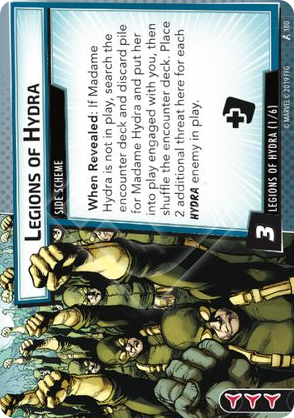 LEGIONS OF HYDRA
SIDE SCHEME
When Revealed: If Madame
Hydra is not in play, search the
encounter deck and discard pile
for Madame Hydra and put her
into play engaged with you, then
shuffle the encounter deck. Place
2 additional threat here for each
HYDRA enemy in play.
3
LEGIONS OF HYDRA (1/6)
© MARVEL © 2019 FFG
180